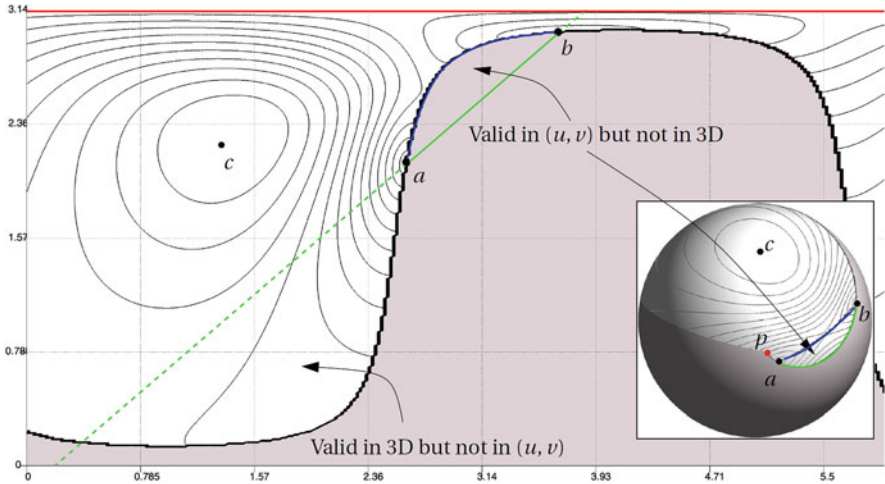 3.14
b
2.36
Valid in (u, v) but not in 3D
c
a
1.57
c
b
p
a
0.78
Valid in 3D but not in (u, v)
0
0 0.785 1.57 2.36 3.14 3.93 4.71 5.5